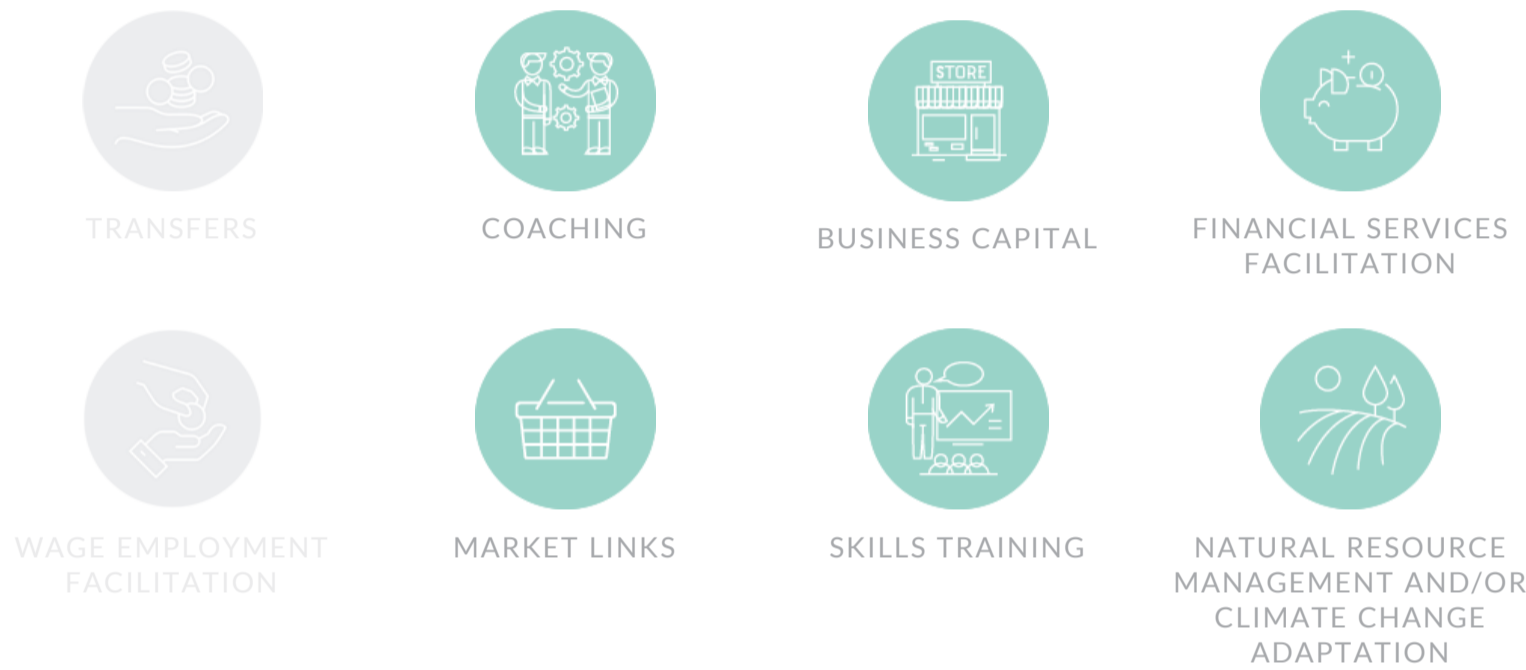 STORE
TRANSFERS
COACHING
BUSINESS CAPITAL
FINANCIAL SERVICES
FACILITATION
WAGE EMPLOYMENT
FACILITATION
MARKET LINKS
SKILLS TRAINING
NATURAL RESOURCE
MANAGEMENT AND/OR
CLIMATE CHANGE
ADAPTATION